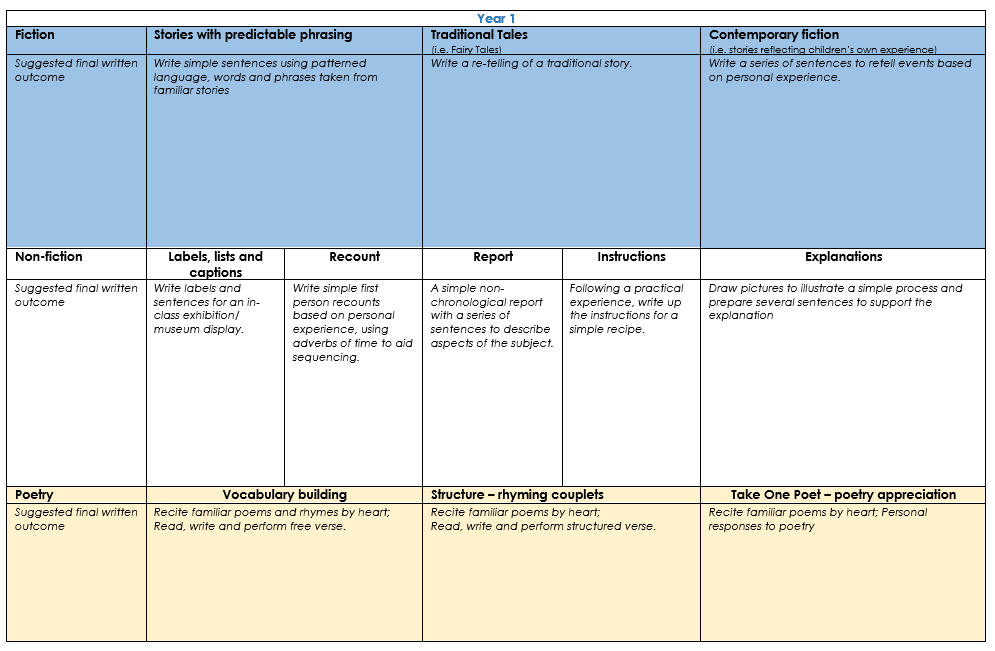 Year 1
Fiction
Stories with predictable phrasing
Traditional Tales
(i.e. Fairy Tales)
Contemporary fiction
(i.e. stories reflecting children's own experience)
Suggested final written
outcome
Write simple sentences using patterned
language, words and phrases taken from
familiar stories
Write a re-telling of a traditional story.
Write a series of sentences to retell events based
on personal experience.
Non-fiction
Labels, lists and
captions
Recount
Report
Instructions
Explanations
Suggested final written
outcome
Write labels and
sentences for an in-
class exhibition/
museum display.
Write simple first
person recounts
based on personal
experience, using
adverbs of time to aid
sequencing.
A simple non-
chronological report
with a series of
sentences to describe
aspects of the subject.
Following a practical
experience, write up
the instructions for a
simple recipe.
Draw pictures to illustrate a simple process and
prepare several sentences to support the
explanation
Poetry
Vocabulary building
Structure – rhyming couplets
Take One Poet – poetry appreciation
Suggested final written
outcome
Recite familiar poems and rhymes by heart;
Read, write and perform free verse.
Recite familiar poems by heart;
Read, write and perform structured verse.
Recite familiar poems by heart; Personal
responses to poetry